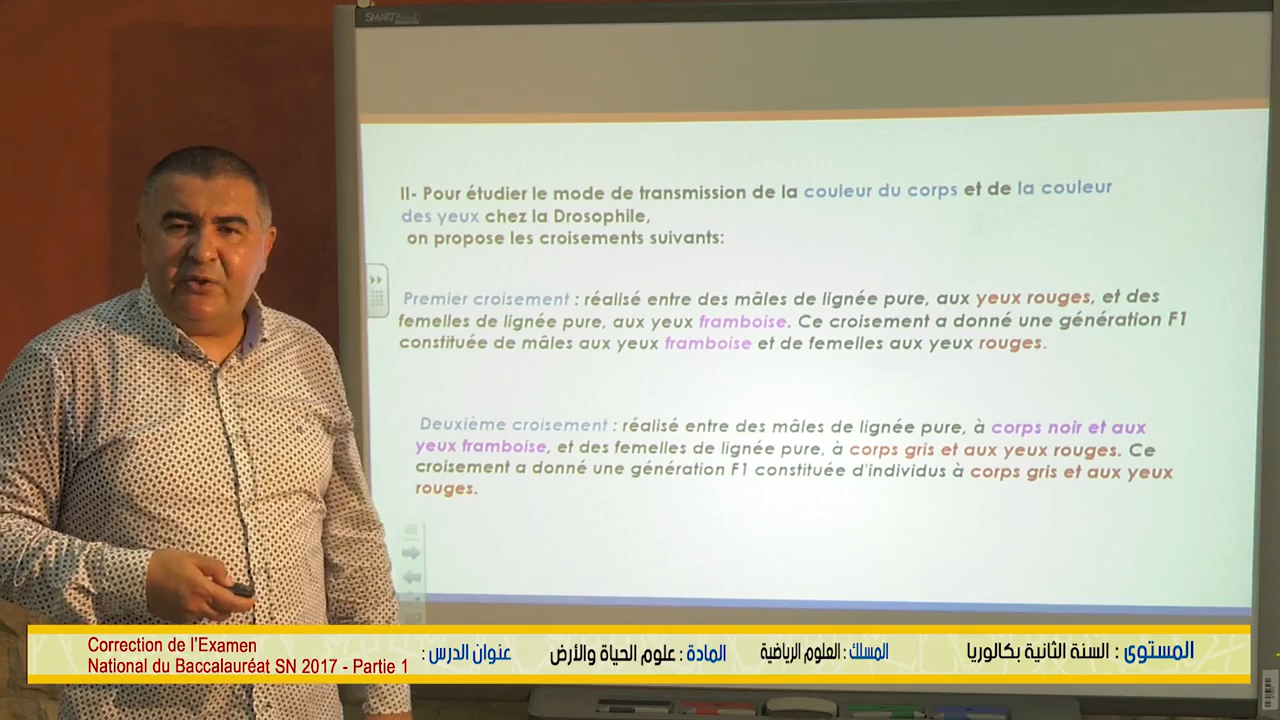 SMART
II- Pour étudier le mode de transmission de la couleur du corps et de la couleur
des yeux chez la Drosophile,
on propose les croisements suivants:
Premier croisement : réalisé entre des mâles de lignée pure, aux yeux rouges, et des
femelles de lignée pure, aux yeux framboise. Ce croisement a donné une génération F1
constituée de mâles aux yeux framboise et de femelles aux yeux rouges.
Deuxième croisement : réalisé entre des mâles de lignée pure, à corps noir et aux
yeux framboise, et des femelles de lignée pure, à corps gris et aux yeux rouges. Ce
croisement a donné une génération F1 constituée d'individus à corps gris et aux yeux
rouges.
المستوى : السنة الثانية بكالوريا
المسلك : العلوم الرياضية
المادة : علوم الحياة والأرض
عنوان الدرس :
Correction de l'Examen
National du Baccalauréat SN 2017 - Partie 1